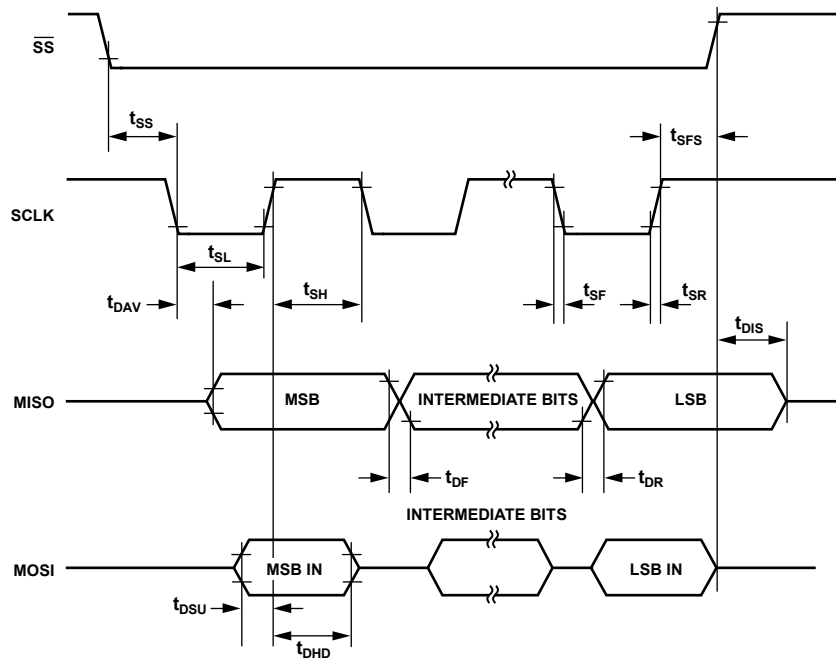 SS
tSS
tSFS
SCLK
tSL
tSH
tSF
tSR
tDAV
tDIS
MISO
MSB
INTERMEDIATE BITS
LSB
tDF
tDR
INTERMEDIATE BITS
MOSI
MSB IN
LSB IN
tDSU
tDHD